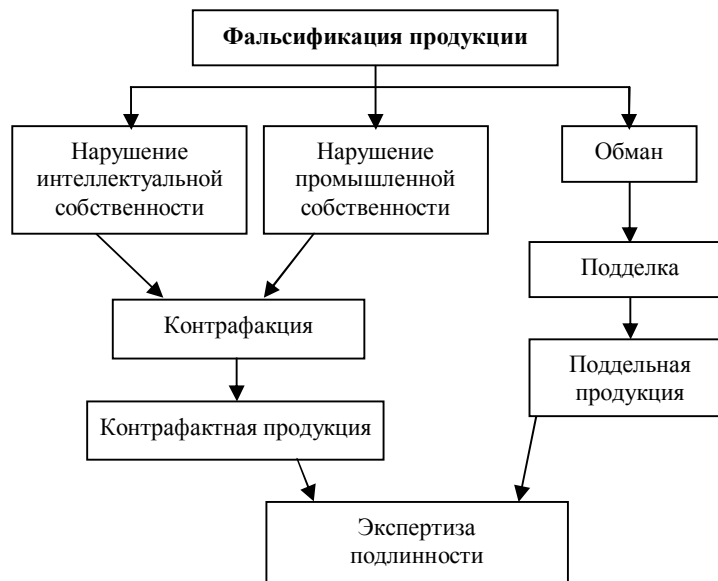 Фальсификация продукции
Нарушение
интеллектуальной
собственности
Нарушение
промышленной
собственности
Обман
Подделка
Контрафакция
Поддельная
продукция
Контрафактная продукция
Экспертиза
подлинности